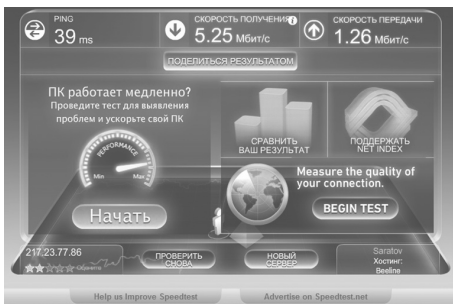 PING
39 ms
СКОРОСТЬ ПОЛУЧЕНИЯ
5.25 Мбит/с
СКОРОСТЬ ПЕРЕДАЧИ
1.26 Мбит/с
ПОДЕЛИТЬСЯ РЕЗУЛЬТАТОМ
ПК работает медленно?
Проведите тест для выявления
проблем и ускорьте свой ПК
PERFORMANCE
Min
Max
Начать
СРАВНИТЬ
ВАШ РЕЗУЛЬТАТ
ПОДДЕРЖАТЬ
NET INDEX
Measure the quality of
your connection.
BEGIN TEST
217.23.77.86
ПРОВЕРИТЬ
СНОВА
НОВЫЙ
СЕРВЕР
Saratov
Хостинг:
Beeline
Help us Improve Speedtest
Advertise on Speedtest.net